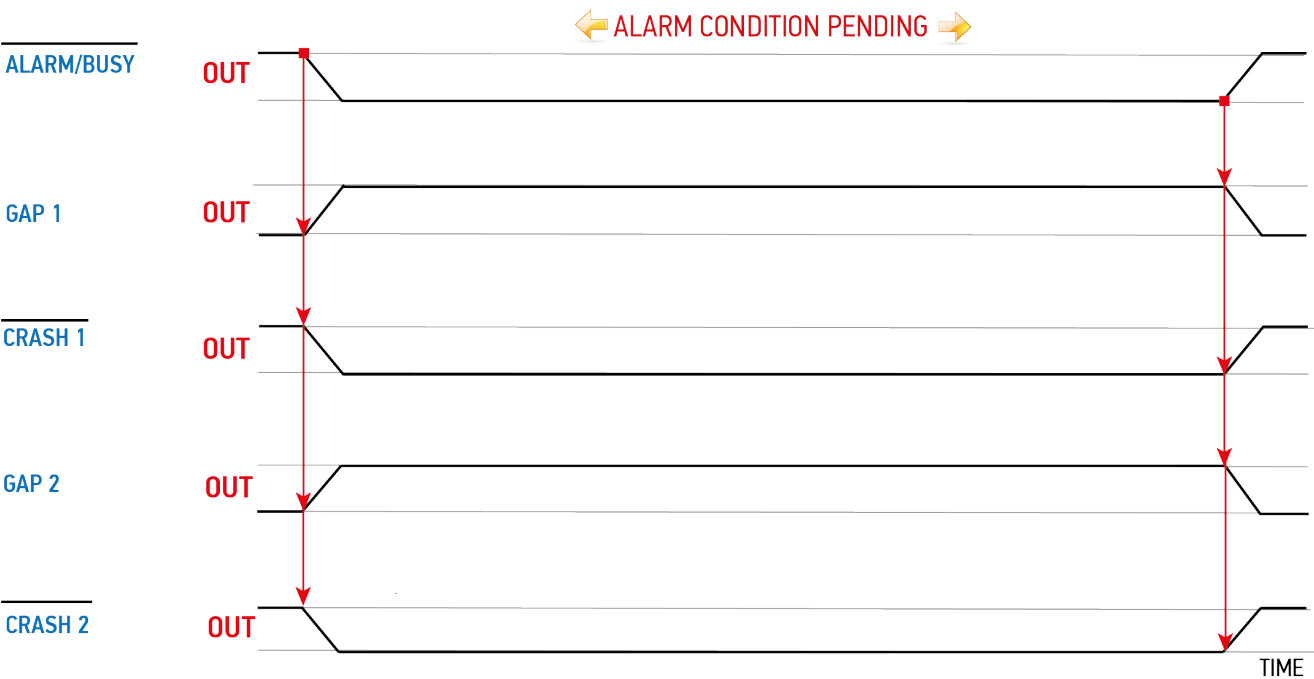 ALARM CONDITION PENDING
ALARM/BUSY
OUT
GAP 1
OUT
CRASH 1
OUT
GAP 2
OUT
CRASH 2
OUT
TIME